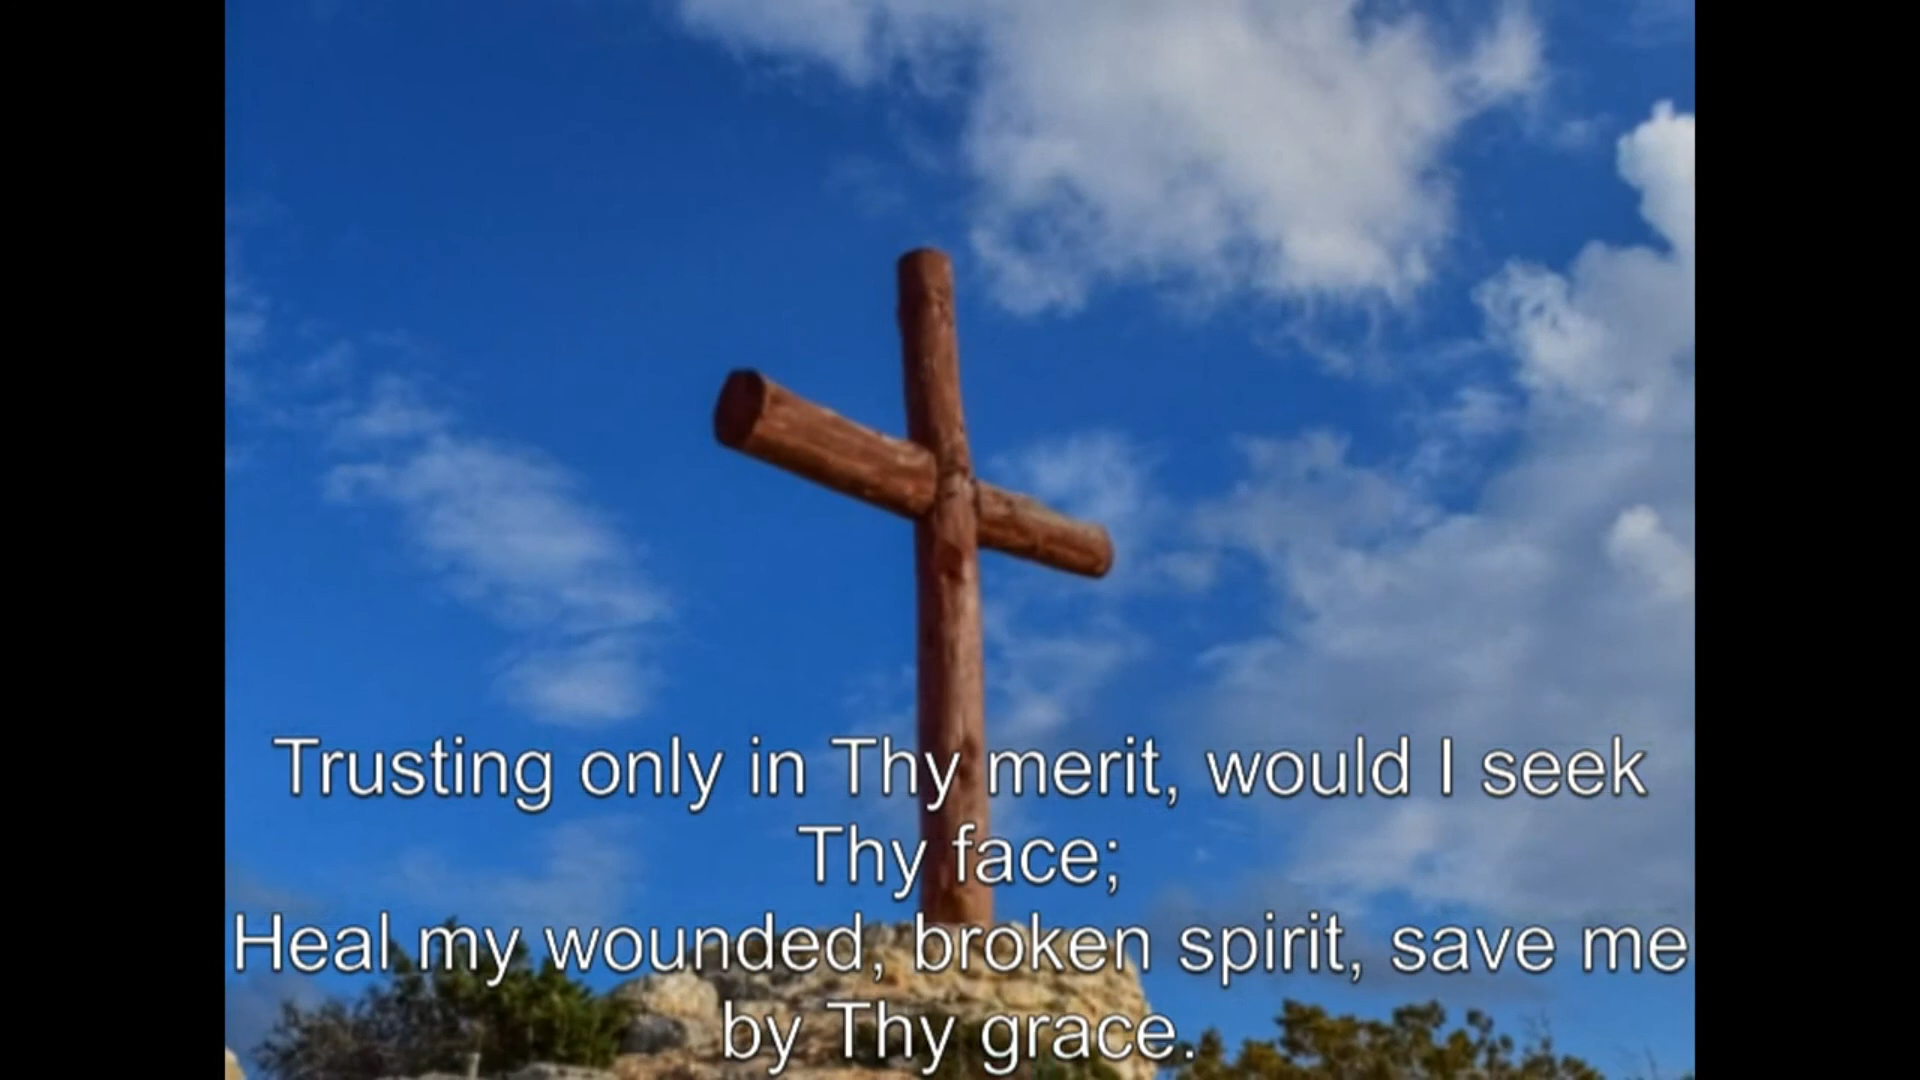 Trusting only in Thy merit, would I seek
Thy face;
Heal my wounded, broken spirit, save me
by Thy grace.